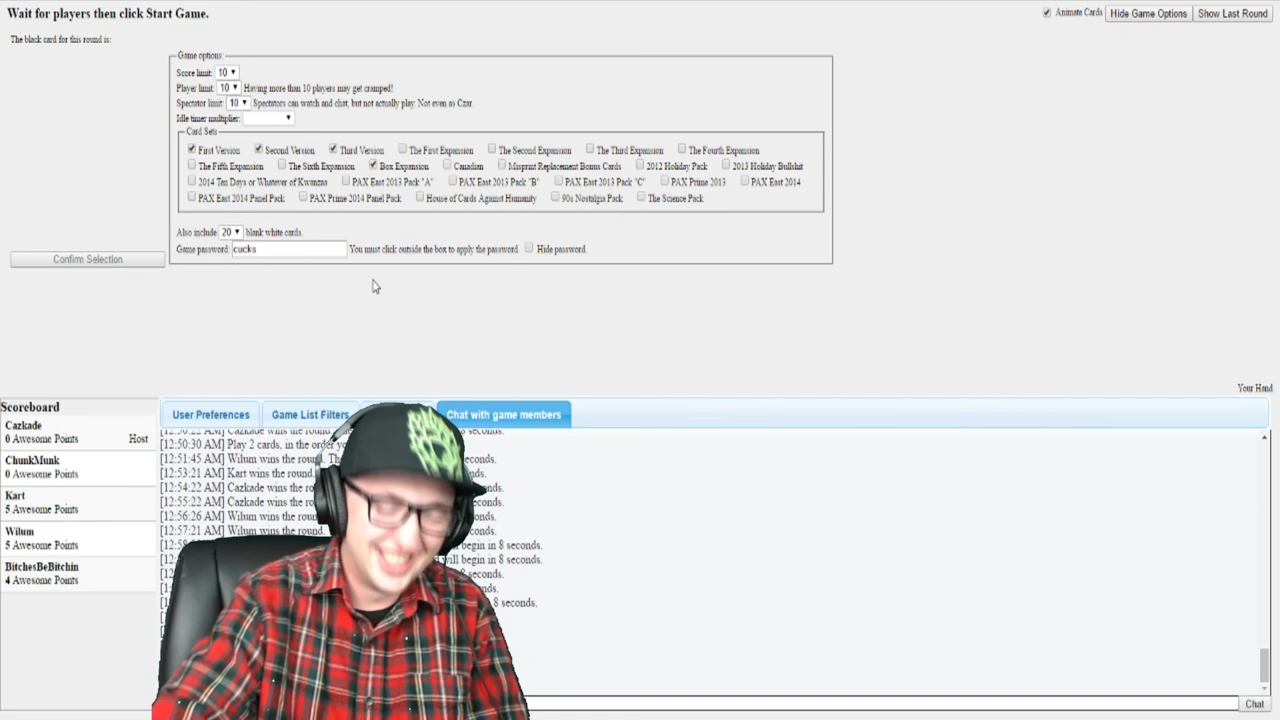 Wait for players then click Start Game.
Animate Cards Hide Game Options Show Last Round
The black card for this round is:
Game options:
Score limit: 10
Player limit: 10 Having more than 10 players may get cramped!
Spectator limit: 10 Spectators can watch and chat, but not actually play. Not even as Czar.
Idle timer multiplier:
Card Sets
First Version Second Version Third Version The First Expansion The Second Expansion The Third Expansion The Fourth Expansion
The Fifth Expansion The Sixth Expansion Box Expansion Canadian Misprint Replacement Bonus Cards 2012 Holiday Pack 2013 Holiday Bullshit
2014 Ten Days or Whatever of Kwanzaa PAX East 2013 Pack "A" PAX East 2013 Pack "B" PAX East 2013 Pack "C" PAX Prime 2013 PAX East 2014
PAX East 2014 Panel Pack PAX Prime 2014 Panel Pack House of Cards Against Humanity 90s Nostalgia Pack The Science Pack
Also include 20 blank white cards.
Game password: cucks You must click outside the box to apply the password. Hide password.
Confirm Selection
Your Hand
Scoreboard
Cazkade
0 Awesome Points Host
ChunkMunk
0 Awesome Points
Kart
5 Awesome Points
Wilum
5 Awesome Points
BitchesBeBitchin
4 Awesome Points
User Preferences Game List Filters Chat with game members
[12:50:22 AM] Cazkade wins the round. seconds.
[12:50:30 AM] Play 2 cards, in the order
[12:51:45 AM] Wilum wins the round. The
[12:53:21 AM] Kart wins the round.
[12:54:22 AM] Cazkade wins the
[12:55:22 AM] Cazkade wins the
[12:56:26 AM] Wilum wins the
[12:57:21 AM] Wilum wins the round.
begin in 8 seconds.
will begin in 8 seconds.
8 seconds.
Chat